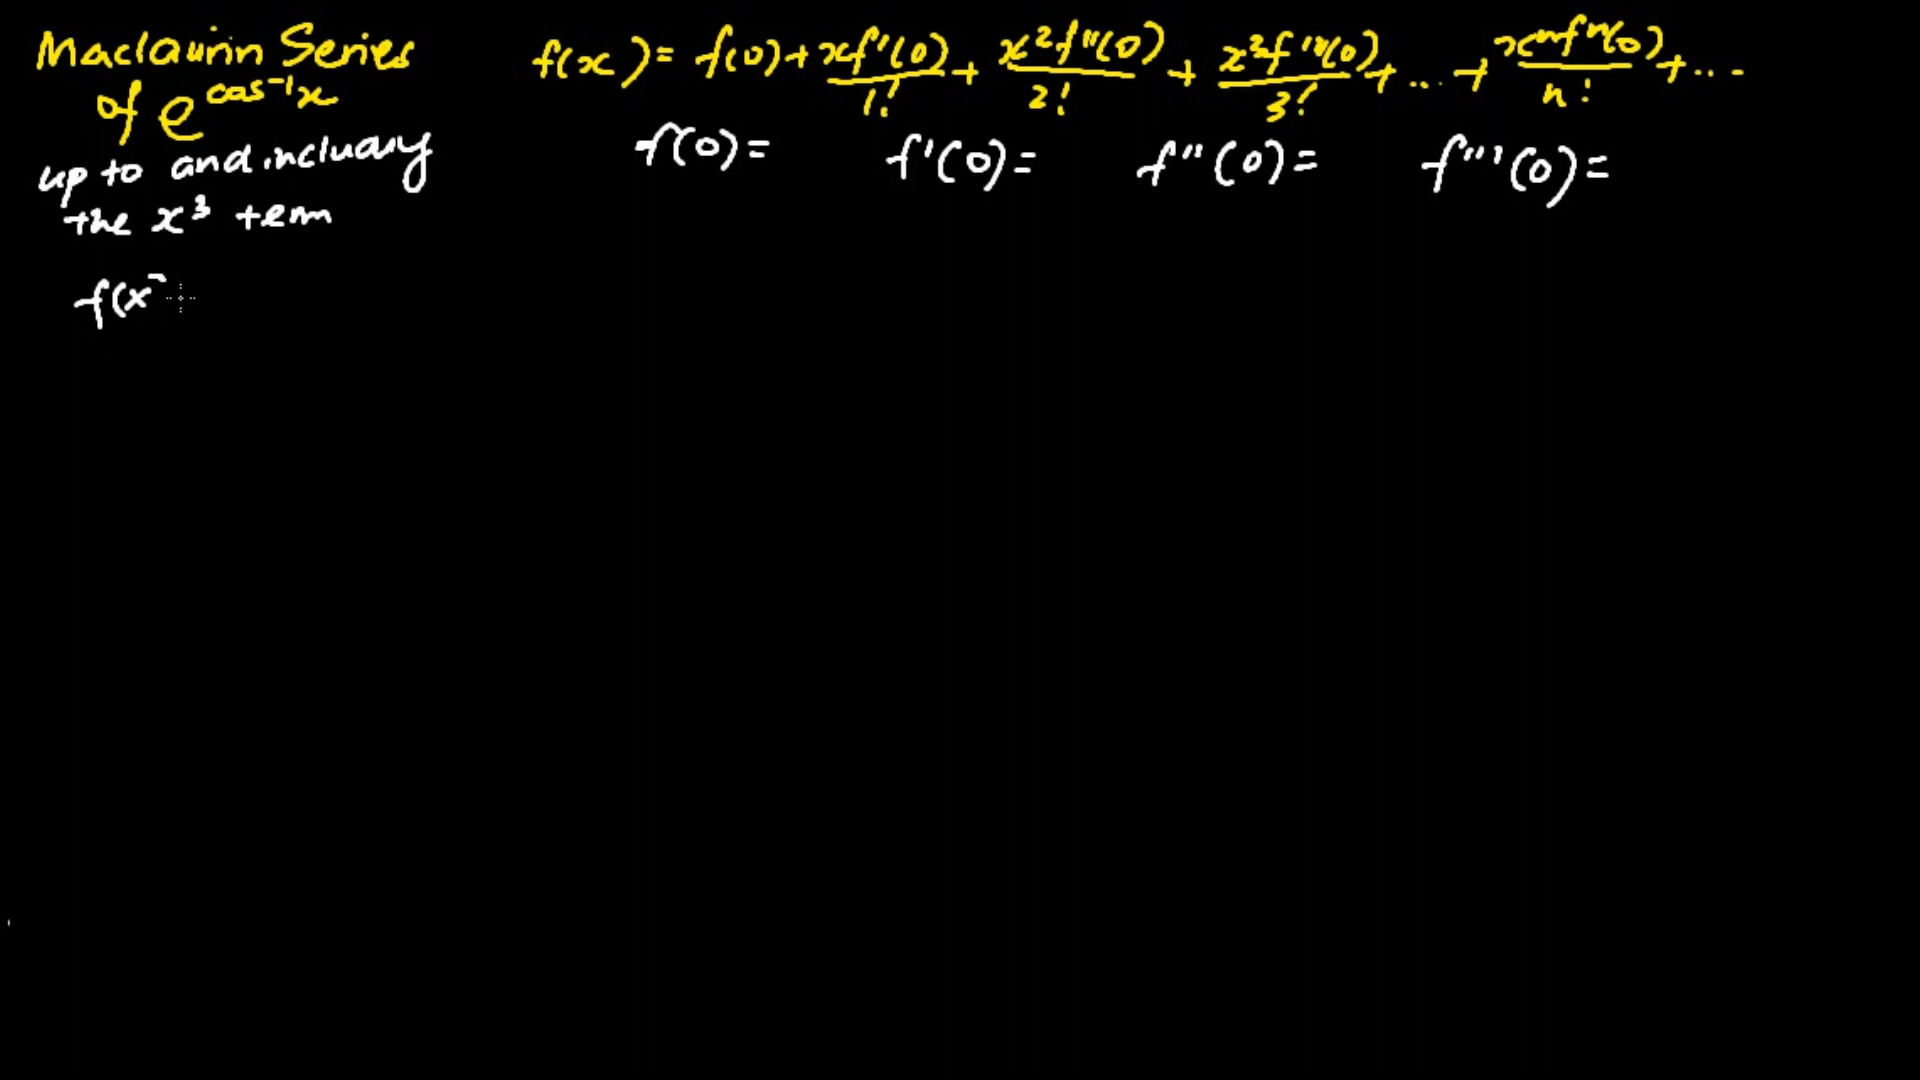 Maclaurin Series
of e^cos⁻¹x
up to and including
the x³ term
f(x) = f(0) + xf'(0)/1! + x²f''(0)/2! + x³f'''(0)/3! + ... + xⁿfⁿ(0)/n! + ...
f(0) = f'(0) = f''(0) = f'''(0) =
f(x)